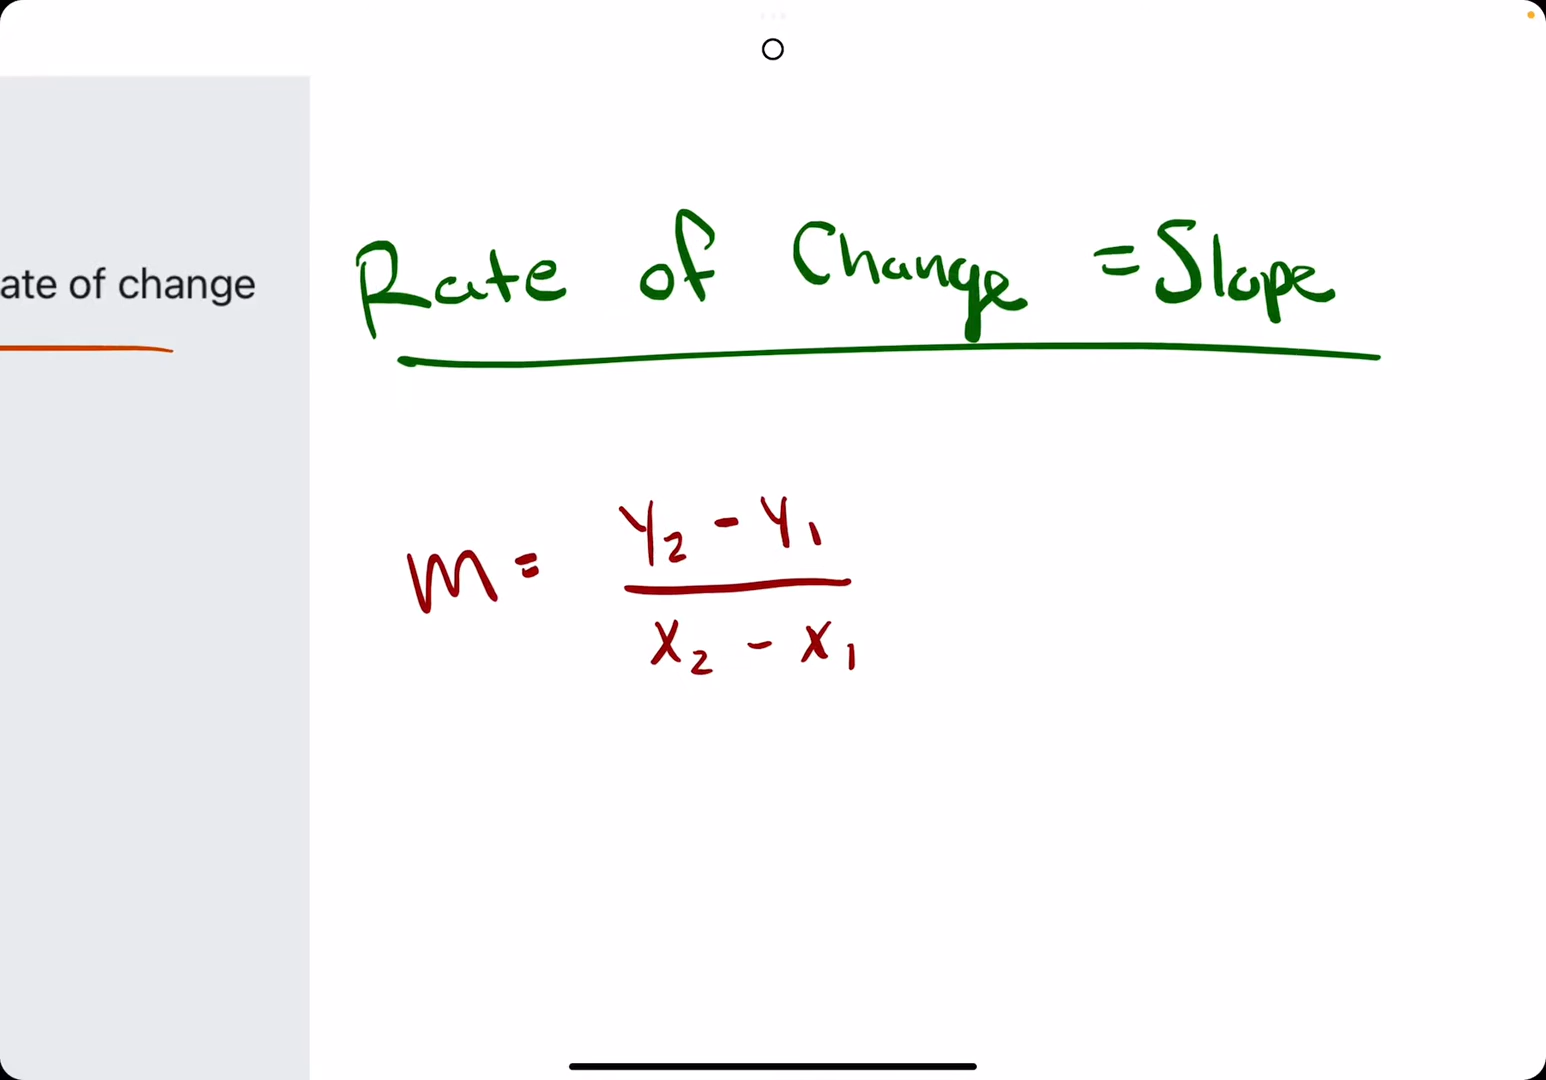 ate of change
Rate of Change = Slope
m = y₂ - y₁
x₂ - x₁